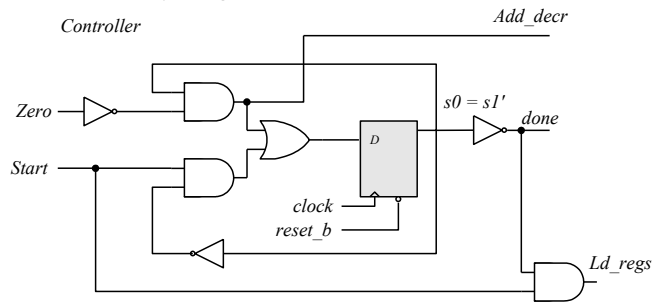 Add_decr
Controller
s0 = s1'
Zero
done
D
Start
clock
reset_b
Ld_regs